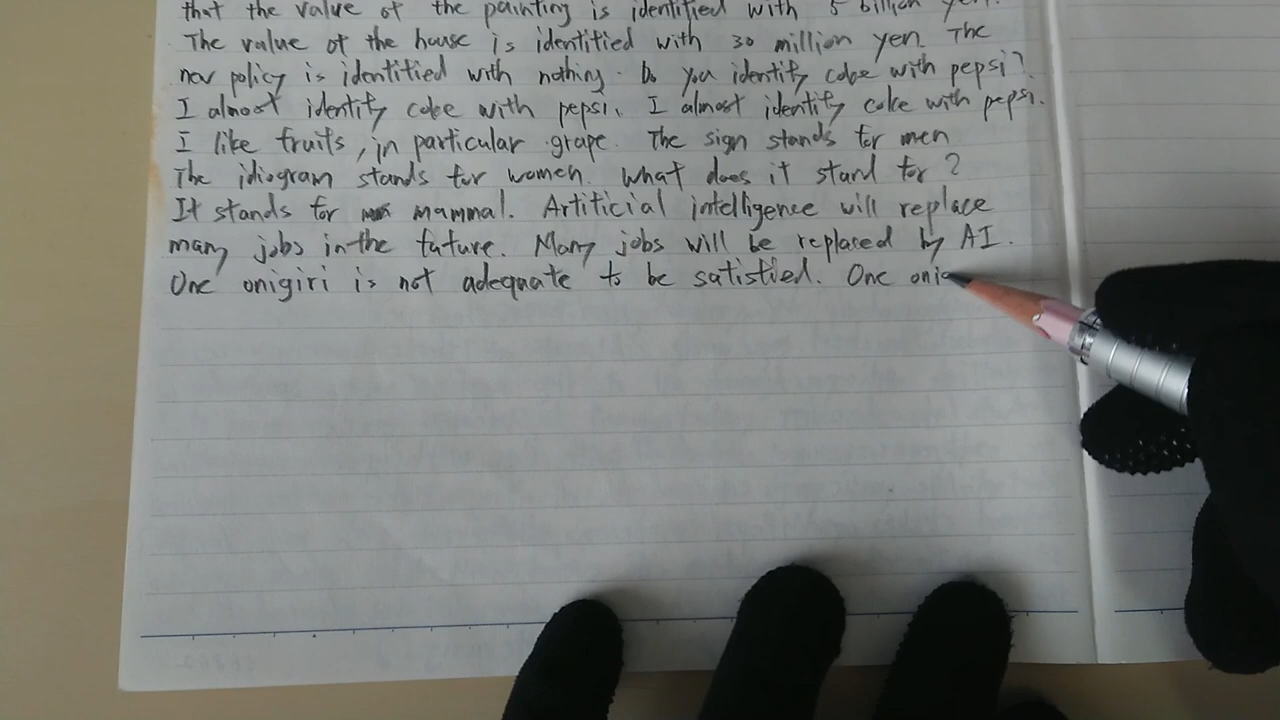 that the value of the painting is identified with 5 billion yen.
The value of the house is identified with 30 million yen. The
new policy is identified with nothing. Do you identify coke with pepsi?
I almost identify coke with pepsi. I almost identify coke with pepsi.
I like fruits, in particular grape. The sign stands for men
The idiogram stands for women. What does it stand for?
It stands for mammal. Artificial intelligence will replace
many jobs in the future. Many jobs will be replaced by AI.
One onigiri is not adequate to be satisfied. One onig